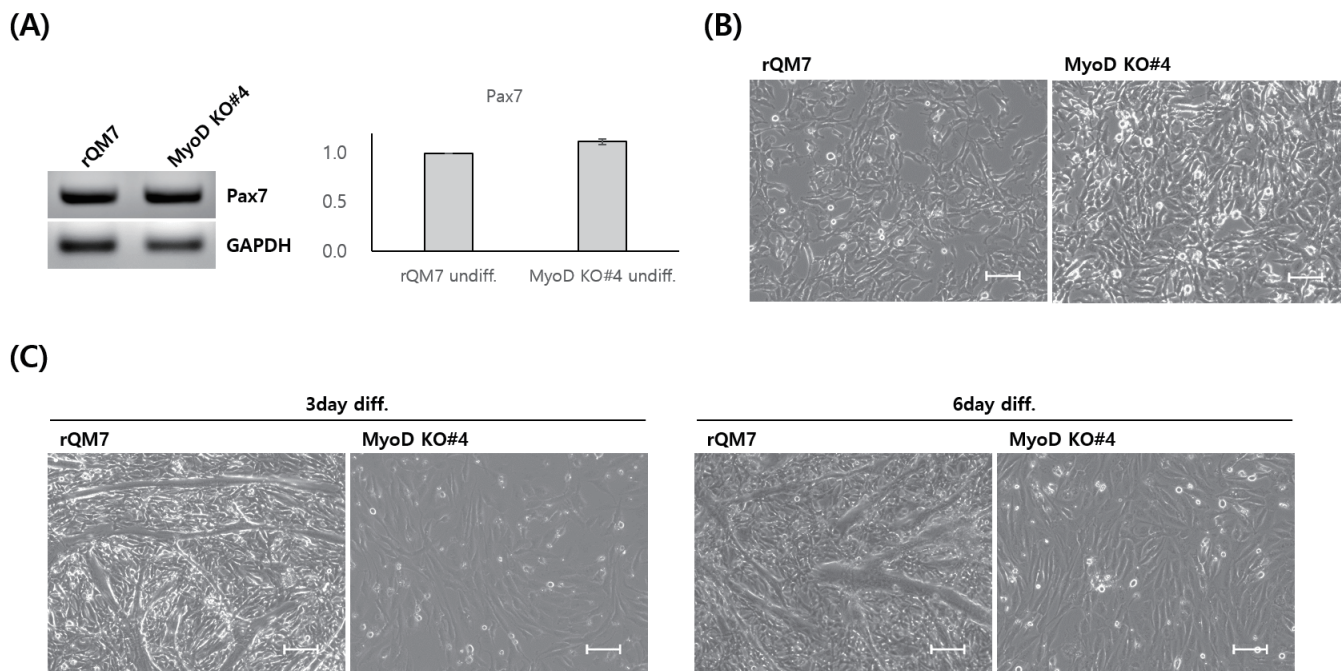 (A)
rQM7
MyoD KO#4
Pax7
GAPDH
Pax7
1.0
0.5
0.0
rQM7 undiff.
MyoD KO#4 undiff.
(B)
rQM7
MyoD KO#4
(C)
3day diff.
rQM7
MyoD KO#4
6day diff.
rQM7
MyoD KO#4